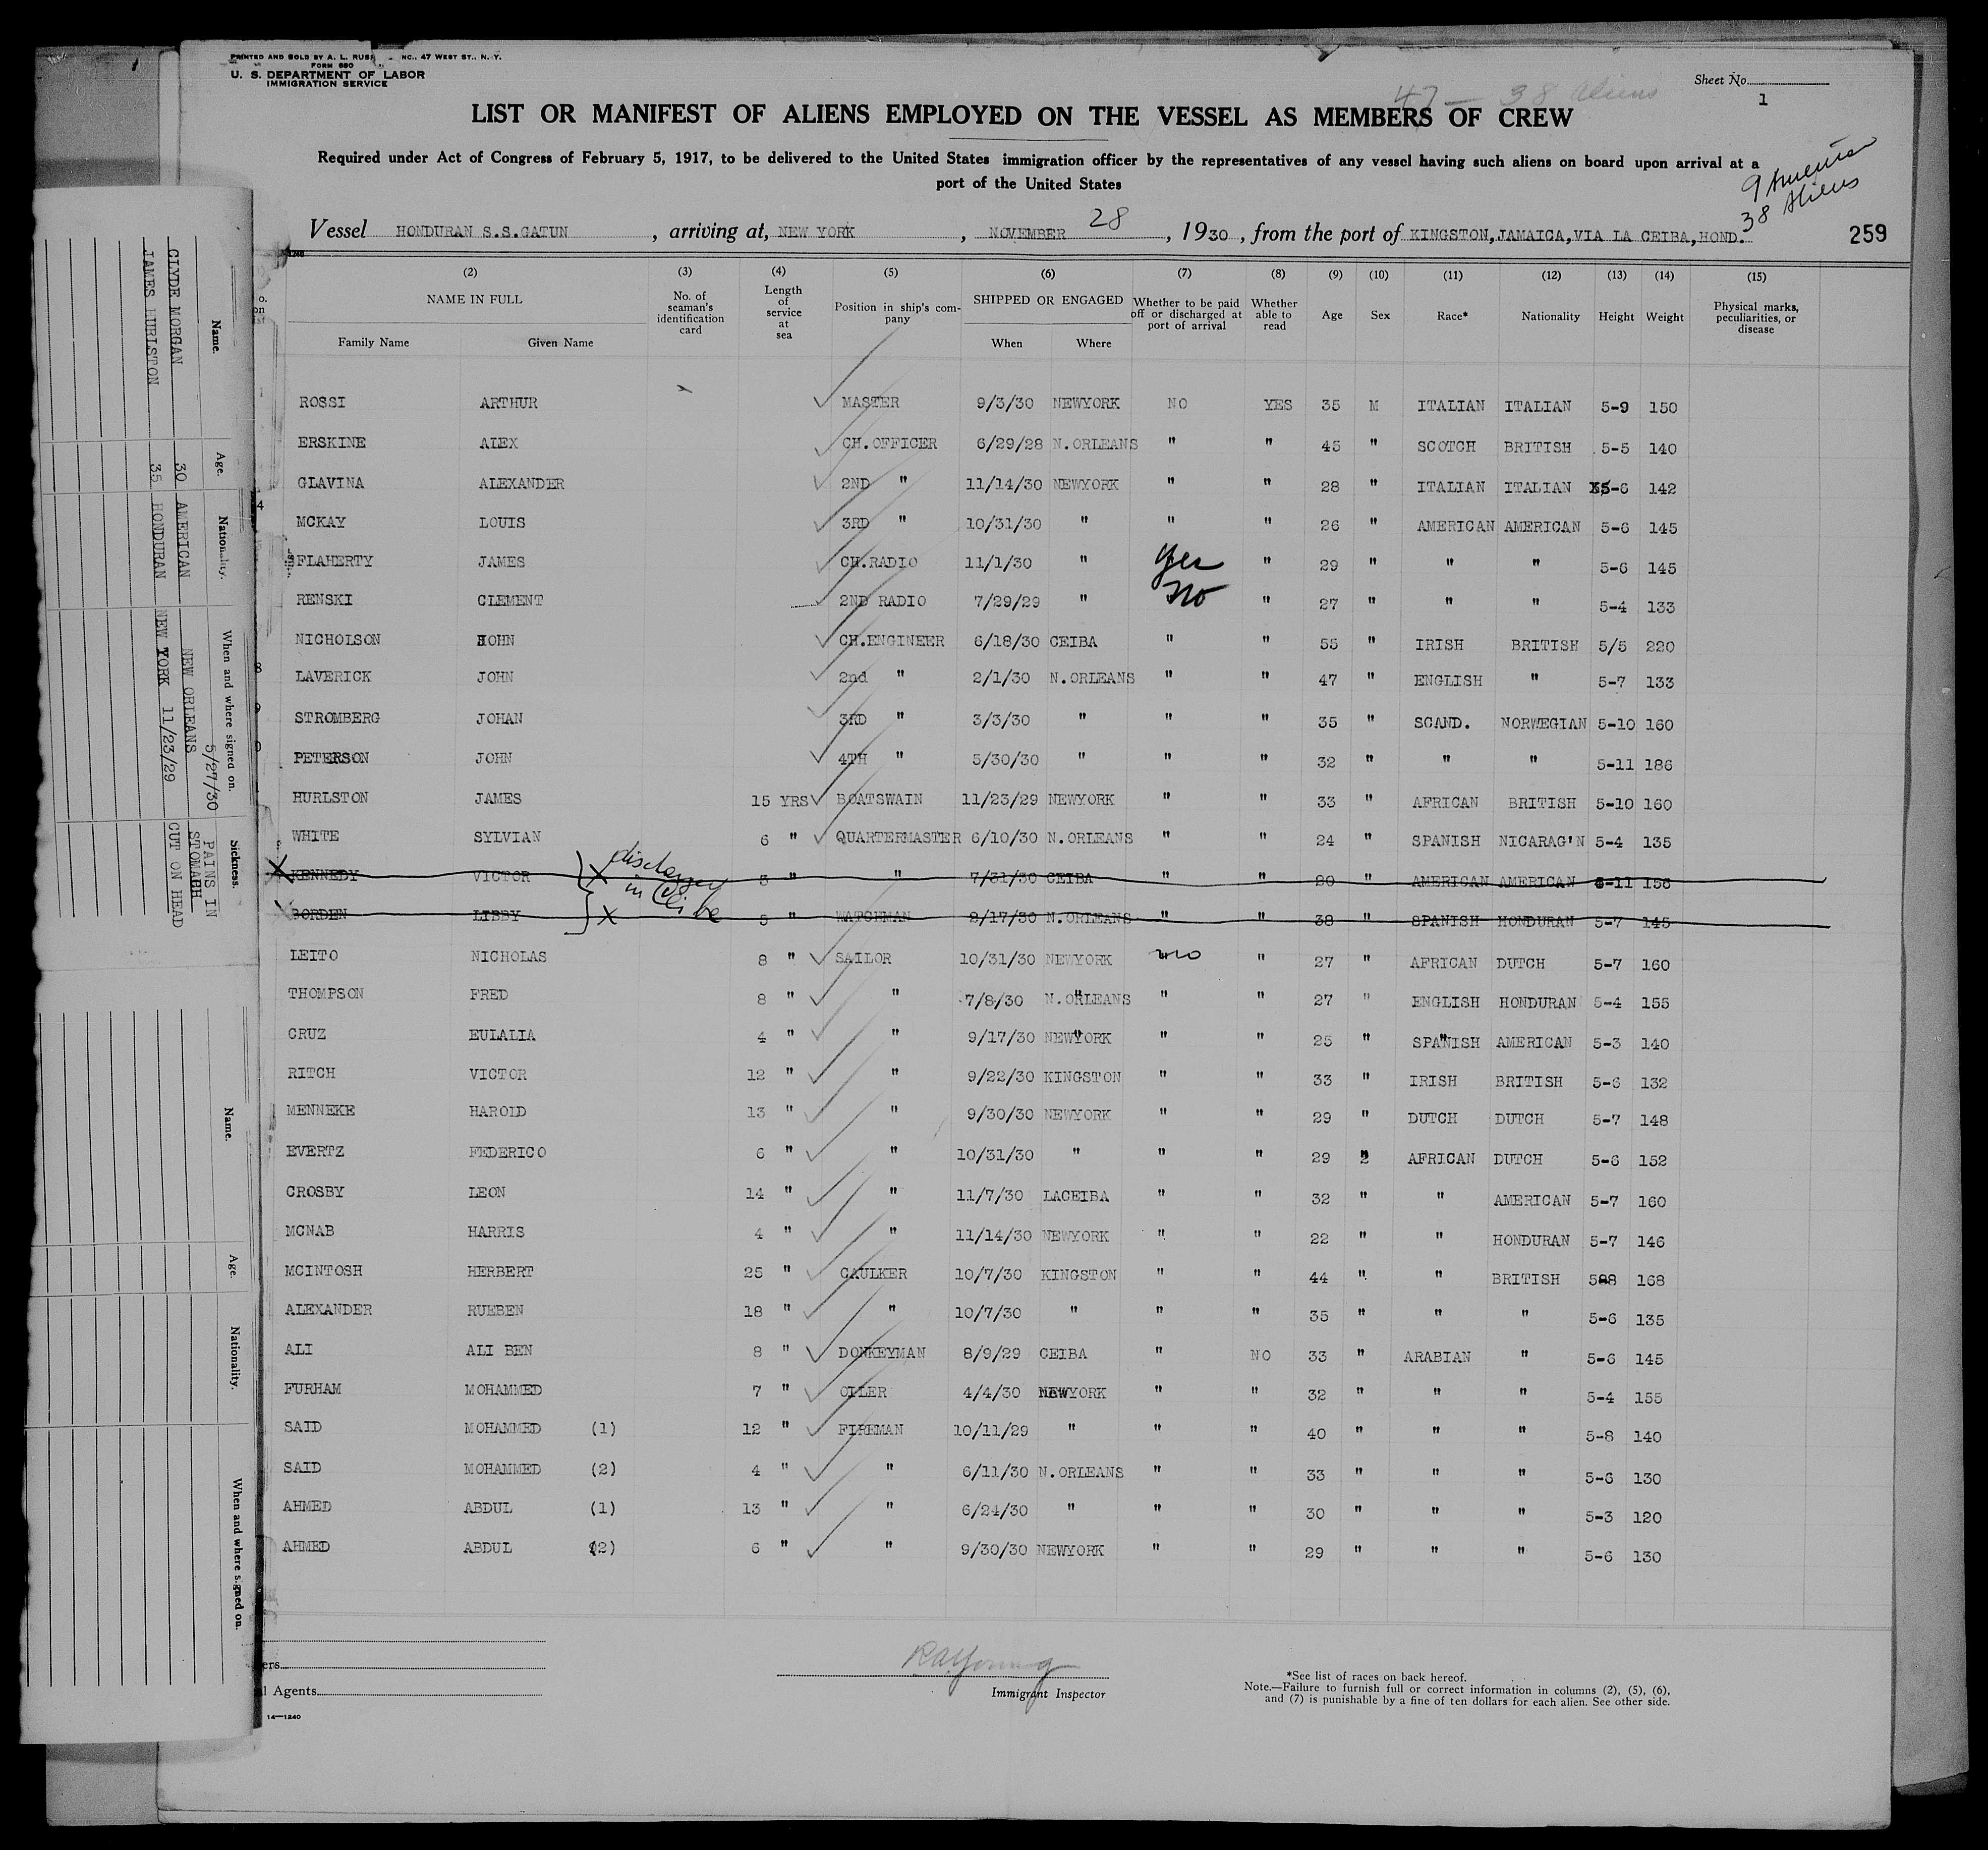 PRINTED AND SOLD BY A. L. RUSS INC., 47 WEST ST., N. Y.
FORM 680
U. S. DEPARTMENT OF LABOR
IMMIGRATION SERVICE
Sheet No.
1
47 — 38 Aliens
LIST OR MANIFEST OF ALIENS EMPLOYED ON THE VESSEL AS MEMBERS OF CREW
Required under Act of Congress of February 5, 1917, to be delivered to the United States immigration officer by the representatives of any vessel having such aliens on board upon arrival at a
port of the United States
9 American
38 Aliens
Vessel HONDURAN S.S.GATUN, arriving at, NEW YORK, NOVEMBER 28, 1930, from the port of KINGSTON,JAMAICA,VIA LA CEIBA,HOND. 259
(2) (3) (4) (5) (6) (7) (8) (9) (10) (11) (12) (13) (14) (15)
NAME IN FULL No. of seaman's identification card Length of service at sea Position in ship's company SHIPPED OR ENGAGED Whether to be paid off or discharged at port of arrival Whether able to read Age Sex Race* Nationality Height Weight Physical marks, peculiarities, or disease
Family Name Given Name When Where
ROSSI ARTHUR MASTER 9/3/30 NEWYORK NO YES 35 M ITALIAN ITALIAN 5-9 150
ERSKINE ALEX CH.OFFICER 6/29/28 N.ORLEANS " " 45 " SCOTCH BRITISH 5-5 140
GLAVINA ALEXANDER 2ND " 11/14/30 NEWYORK " " 28 " ITALIAN ITALIAN 5-6 142
MCKAY LOUIS 3RD " 10/31/30 " " " 26 " AMERICAN AMERICAN 5-6 145
FLAHERTY JAMES CH.RADIO 11/1/30 " Yes " 29 " " " 5-6 145
RENSKI CLEMENT 2ND RADIO 7/29/29 " No " 27 " " " 5-4 133
NICHOLSON JOHN CH.ENGINEER 6/18/30 CEIBA " " 55 " IRISH BRITISH 5/5 220
LAVERICK JOHN 2nd " 2/1/30 N.ORLEANS " " 47 " ENGLISH " 5-7 133
STROMBERG JOHAN 3RD " 3/3/30 " " " 35 " SCAND. NORWEGIAN 5-10 160
PETERSON JOHN 4TH " 5/30/30 " " " 32 " " " 5-11 186
HURLSTON JAMES 15 YRS BOATSWAIN 11/23/29 NEWYORK " " 33 " AFRICAN BRITISH 5-10 160
WHITE SYLVIAN 6 " QUARTERMASTER 6/10/30 N.ORLEANS " " 24 " SPANISH NICARAG'N 5-4 135
X KENNEDY VICTOR X 3 " " 7/31/30 CEIBA " " 20 " AMERICAN AMERICAN 5-11 156
in Ceiba
X BORDEN LIBBY X 5 " WATCHMAN 2/17/30 N.ORLEANS " " 38 " SPANISH HONDURAN 5-7 145
LEITO NICHOLAS 8 " SAILOR 10/31/30 NEWYORK no " 27 " AFRICAN DUTCH 5-7 160
THOMPSON FRED 8 " " 7/8/30 N.ORLEANS " " 27 " ENGLISH HONDURAN 5-4 155
CRUZ EULALIA 4 " " 9/17/30 NEWYORK " " 25 " SPANISH AMERICAN 5-3 140
RITCH VICTOR 12 " " 9/22/30 KINGSTON " " 33 " IRISH BRITISH 5-6 132
MENNEKE HAROLD 13 " " 9/30/30 NEWYORK " " 29 " DUTCH DUTCH 5-7 148
EVERTZ FEDERICO 6 " " 10/31/30 " " " 29 " AFRICAN DUTCH 5-6 152
CROSBY LEON 14 " " 11/7/30 LACEIBA " " 32 " " AMERICAN 5-7 160
MCNAB HARRIS 4 " " 11/14/30 NEWYORK " " 22 " " HONDURAN 5-7 146
MCINTOSH HERBERT 25 " CAULKER 10/7/30 KINGSTON " " 44 " " BRITISH 5-8 168
ALEXANDER RUEBEN 18 " " 10/7/30 " " " 35 " " " 5-6 135
ALI ALI BEN 8 " DONKEYMAN 8/9/29 CEIBA " NO 33 " ARABIAN " 5-6 145
FURHAM MOHAMMED 7 " OILER 4/4/30 NEWYORK " " 32 " " " 5-4 155
SAID MOHAMMED (1) 12 " FIREMAN 10/11/29 " " " 40 " " " 5-8 140
SAID MOHAMMED (2) 4 " " 6/11/30 N.ORLEANS " " 33 " " " 5-6 130
AHMED ABDUL (1) 13 " " 6/24/30 " " " 30 " " " 5-3 120
AHMED ABDUL (2) 6 " " 9/30/30 NEWYORK " " 29 " " " 5-6 130
Immigrant Inspector
l Agents
14—1240
*See list of races on back hereof.
Note.—Failure to furnish full or correct information in columns (2), (5), (6),
and (7) is punishable by a fine of ten dollars for each alien. See other side.
Name. Age. Nationality. When and where signed on. Sickness.
CLYDE MORGAN 30 AMERICAN NEW ORLEANS 5/27/30 PAINS IN STOMACH
JAMES HURLSTON 35 HONDURAN NEW YORK 11/23/29 CUT ON HEAD
Name. Age. Nationality. When and where signed on.